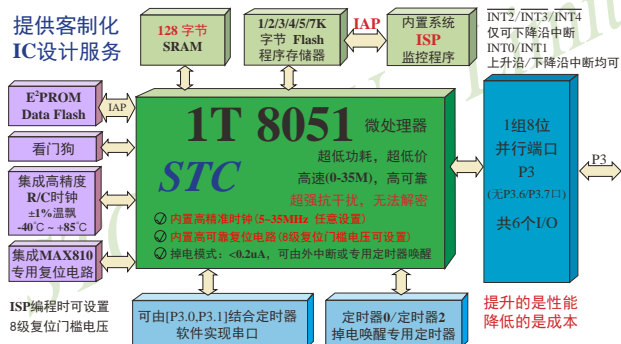 提供客制化
IC设计服务
128 字节
SRAM
1/2/3/4/5/7K
字节 Flash
程序存储器
IAP
内置系统
ISP
监控程序
INT2/INT3/INT4
仅可下降沿中断
INT0/INT1
上升沿/下降沿中断均可
E²PROM
Data Flash
IAP
看门狗
集成高精度
R/C时钟
±1%温飘
-40℃ ~ +85℃
集成MAX810
专用复位电路
ISP编程时可设置
8级复位门槛电压
1T 8051 微处理器
STC
超低功耗，超低价
高速(0-35M)，高可靠
超强抗干扰，无法解密
内置高精准时钟(5~35MHz 任意设置)
内置高可靠复位电路(8级复位门槛电压可设置)
掉电模式：<0.2uA，可由外中断或专用定时器唤醒
1组8位
并行端口
P3
(无P3.6/P3.7口)
共6个I/O
P3
可由[P3.0,P3.1]结合定时器
软件实现串口
定时器0/定时器2
掉电唤醒专用定时器
提升的是性能
降低的是成本